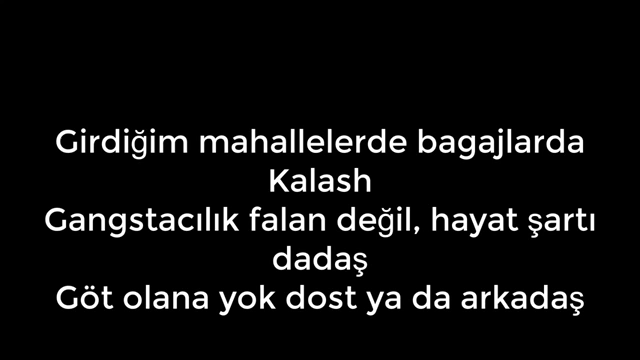 Girdiğim mahallelerde bagajlarda
Kalash
Gangstacılık falan değil, hayat şartı
dadaş
Göt olana yok dost ya da arkadaş